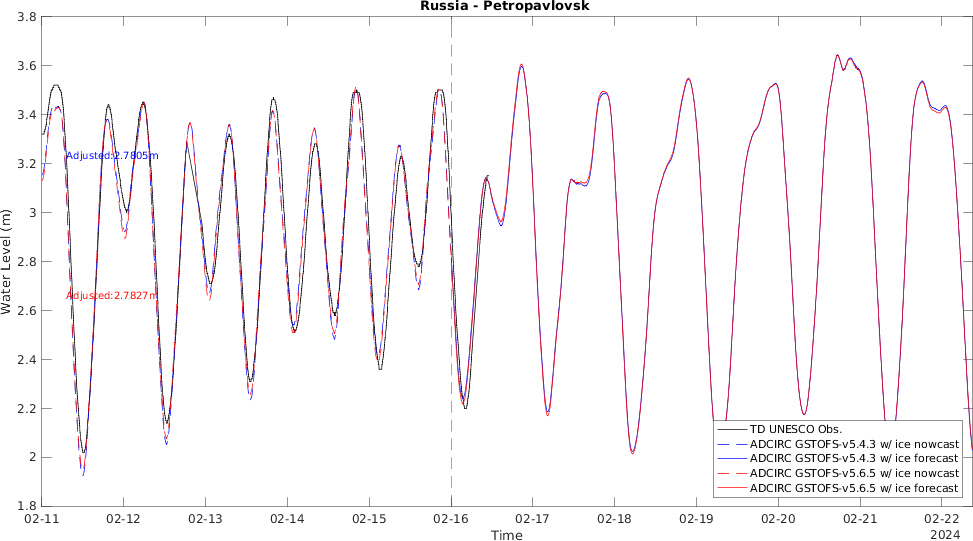 Russia - Petropavlovsk
3.8
3.6
3.4
3.2
3
2.8
2.6
2.4
2.2
2
1.8
Water Level (m)
Adjusted:2.7805m
Adjusted:2.7827m
TD UNESCO Obs.
ADCIRC GSTOFS-v5.4.3 w/ ice nowcast
ADCIRC GSTOFS-v5.4.3 w/ ice forecast
ADCIRC GSTOFS-v5.6.5 w/ ice nowcast
ADCIRC GSTOFS-v5.6.5 w/ ice forecast
02-11 02-12 02-13 02-14 02-15 02-16 02-17 02-18 02-19 02-20 02-21 02-22
Time
2024